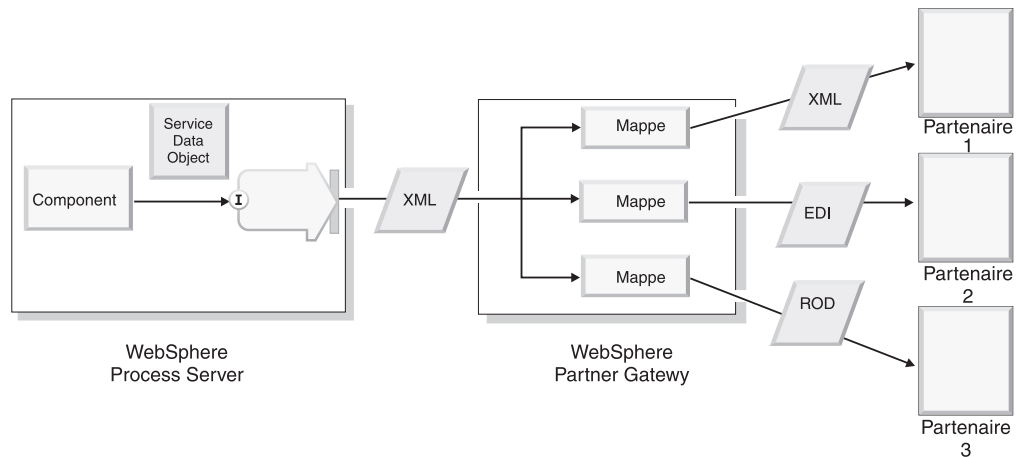 Service
Data
Object
Component
I
WebSphere
Process Server
XML
Mappe
Mappe
Mappe
WebSphere
Partner Gatewy
XML
EDI
ROD
Partenaire
1
Partenaire
2
Partenaire
3